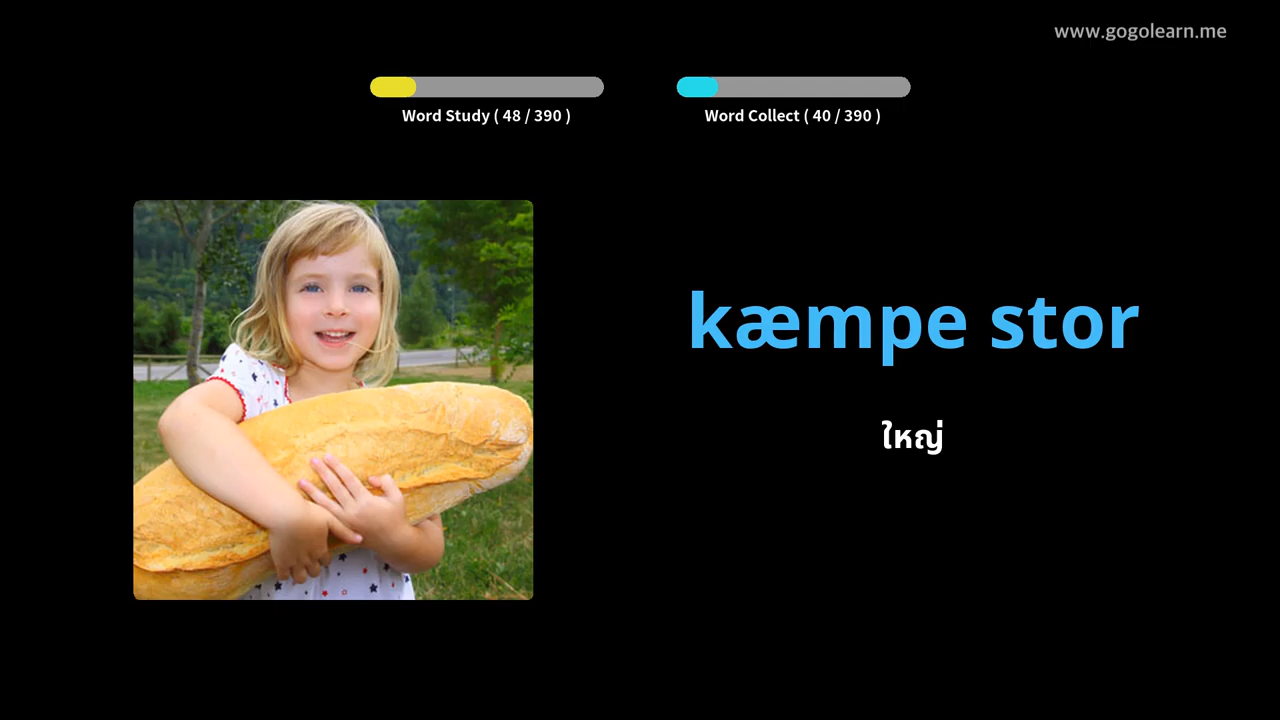 www.gogolearn.me
Word Study ( 48 / 390 )
Word Collect ( 40 / 390 )
kæmpe stor
ใหญ่